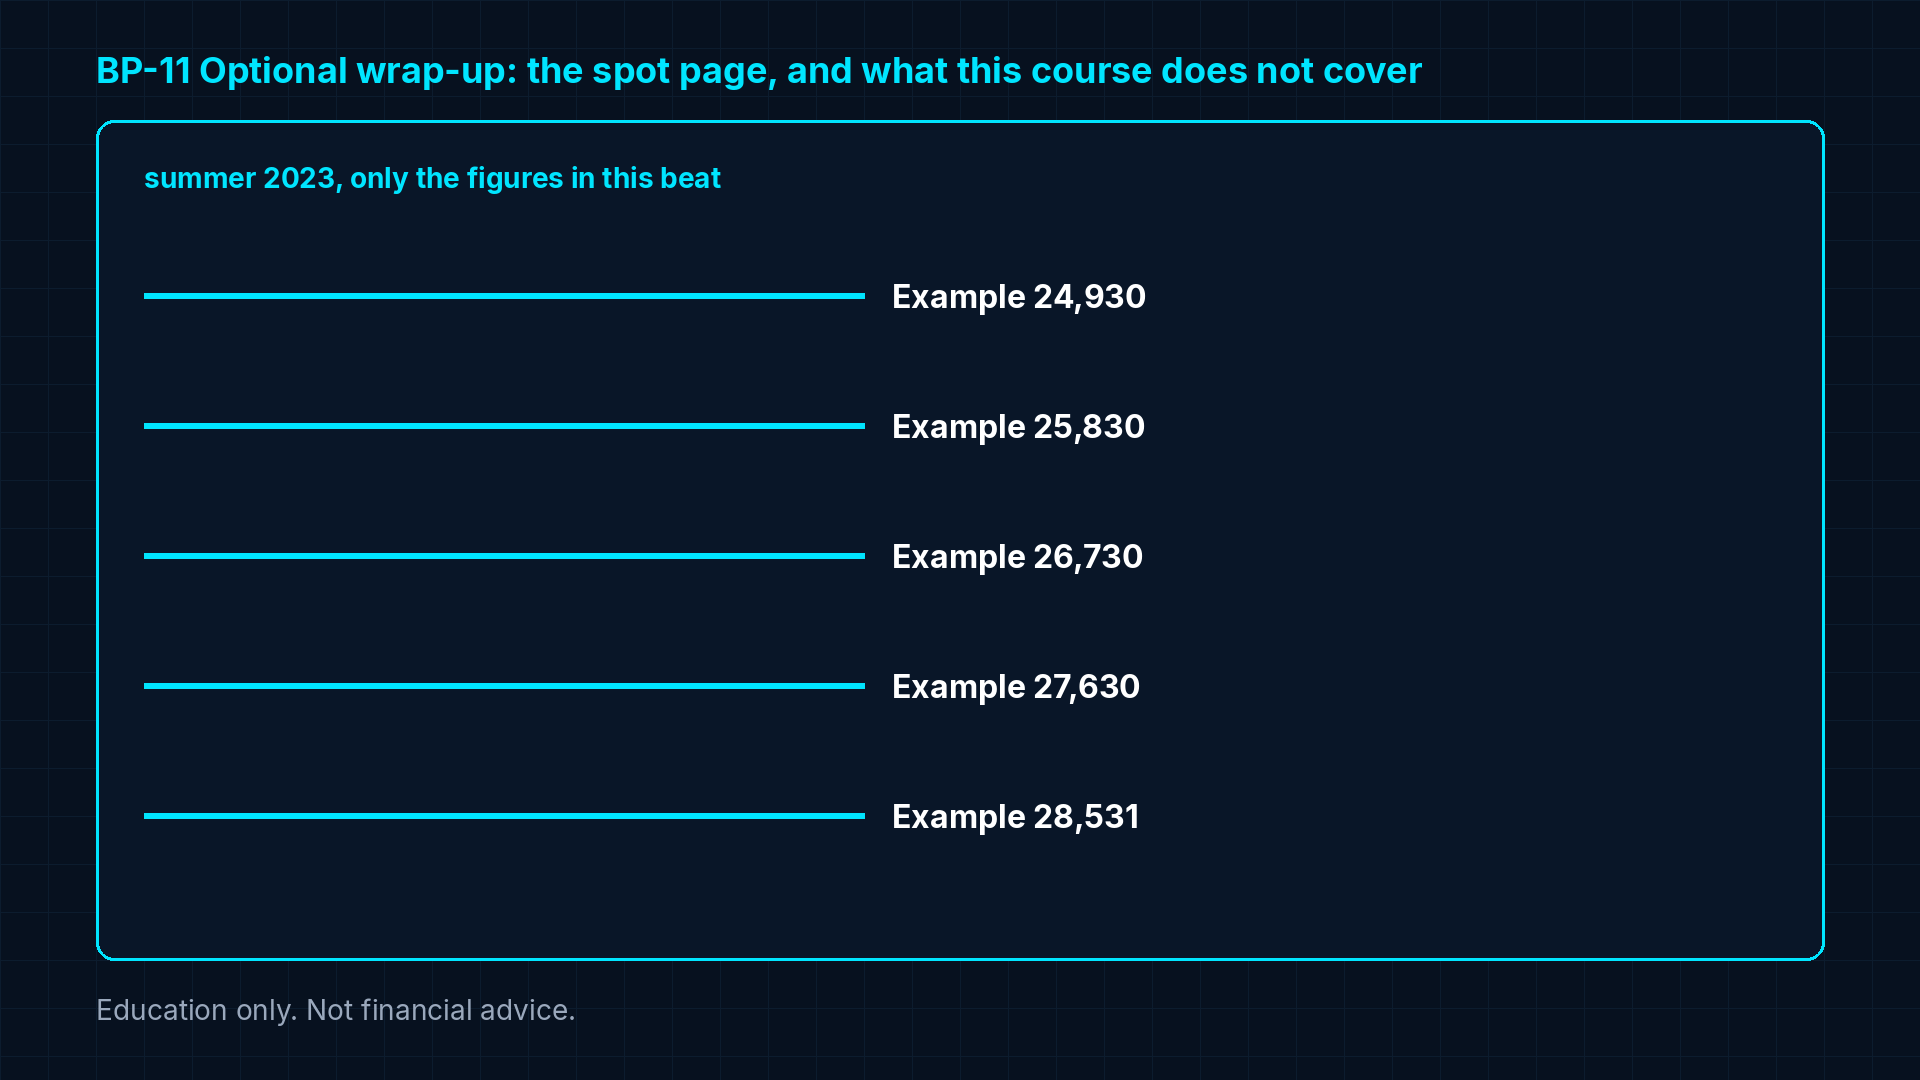 BP-11 Optional wrap-up: the spot page, and what this course does not cover
summer 2023, only the figures in this beat
Example 24,930
Example 25,830
Example 26,730
Example 27,630
Example 28,531
Education only. Not financial advice.